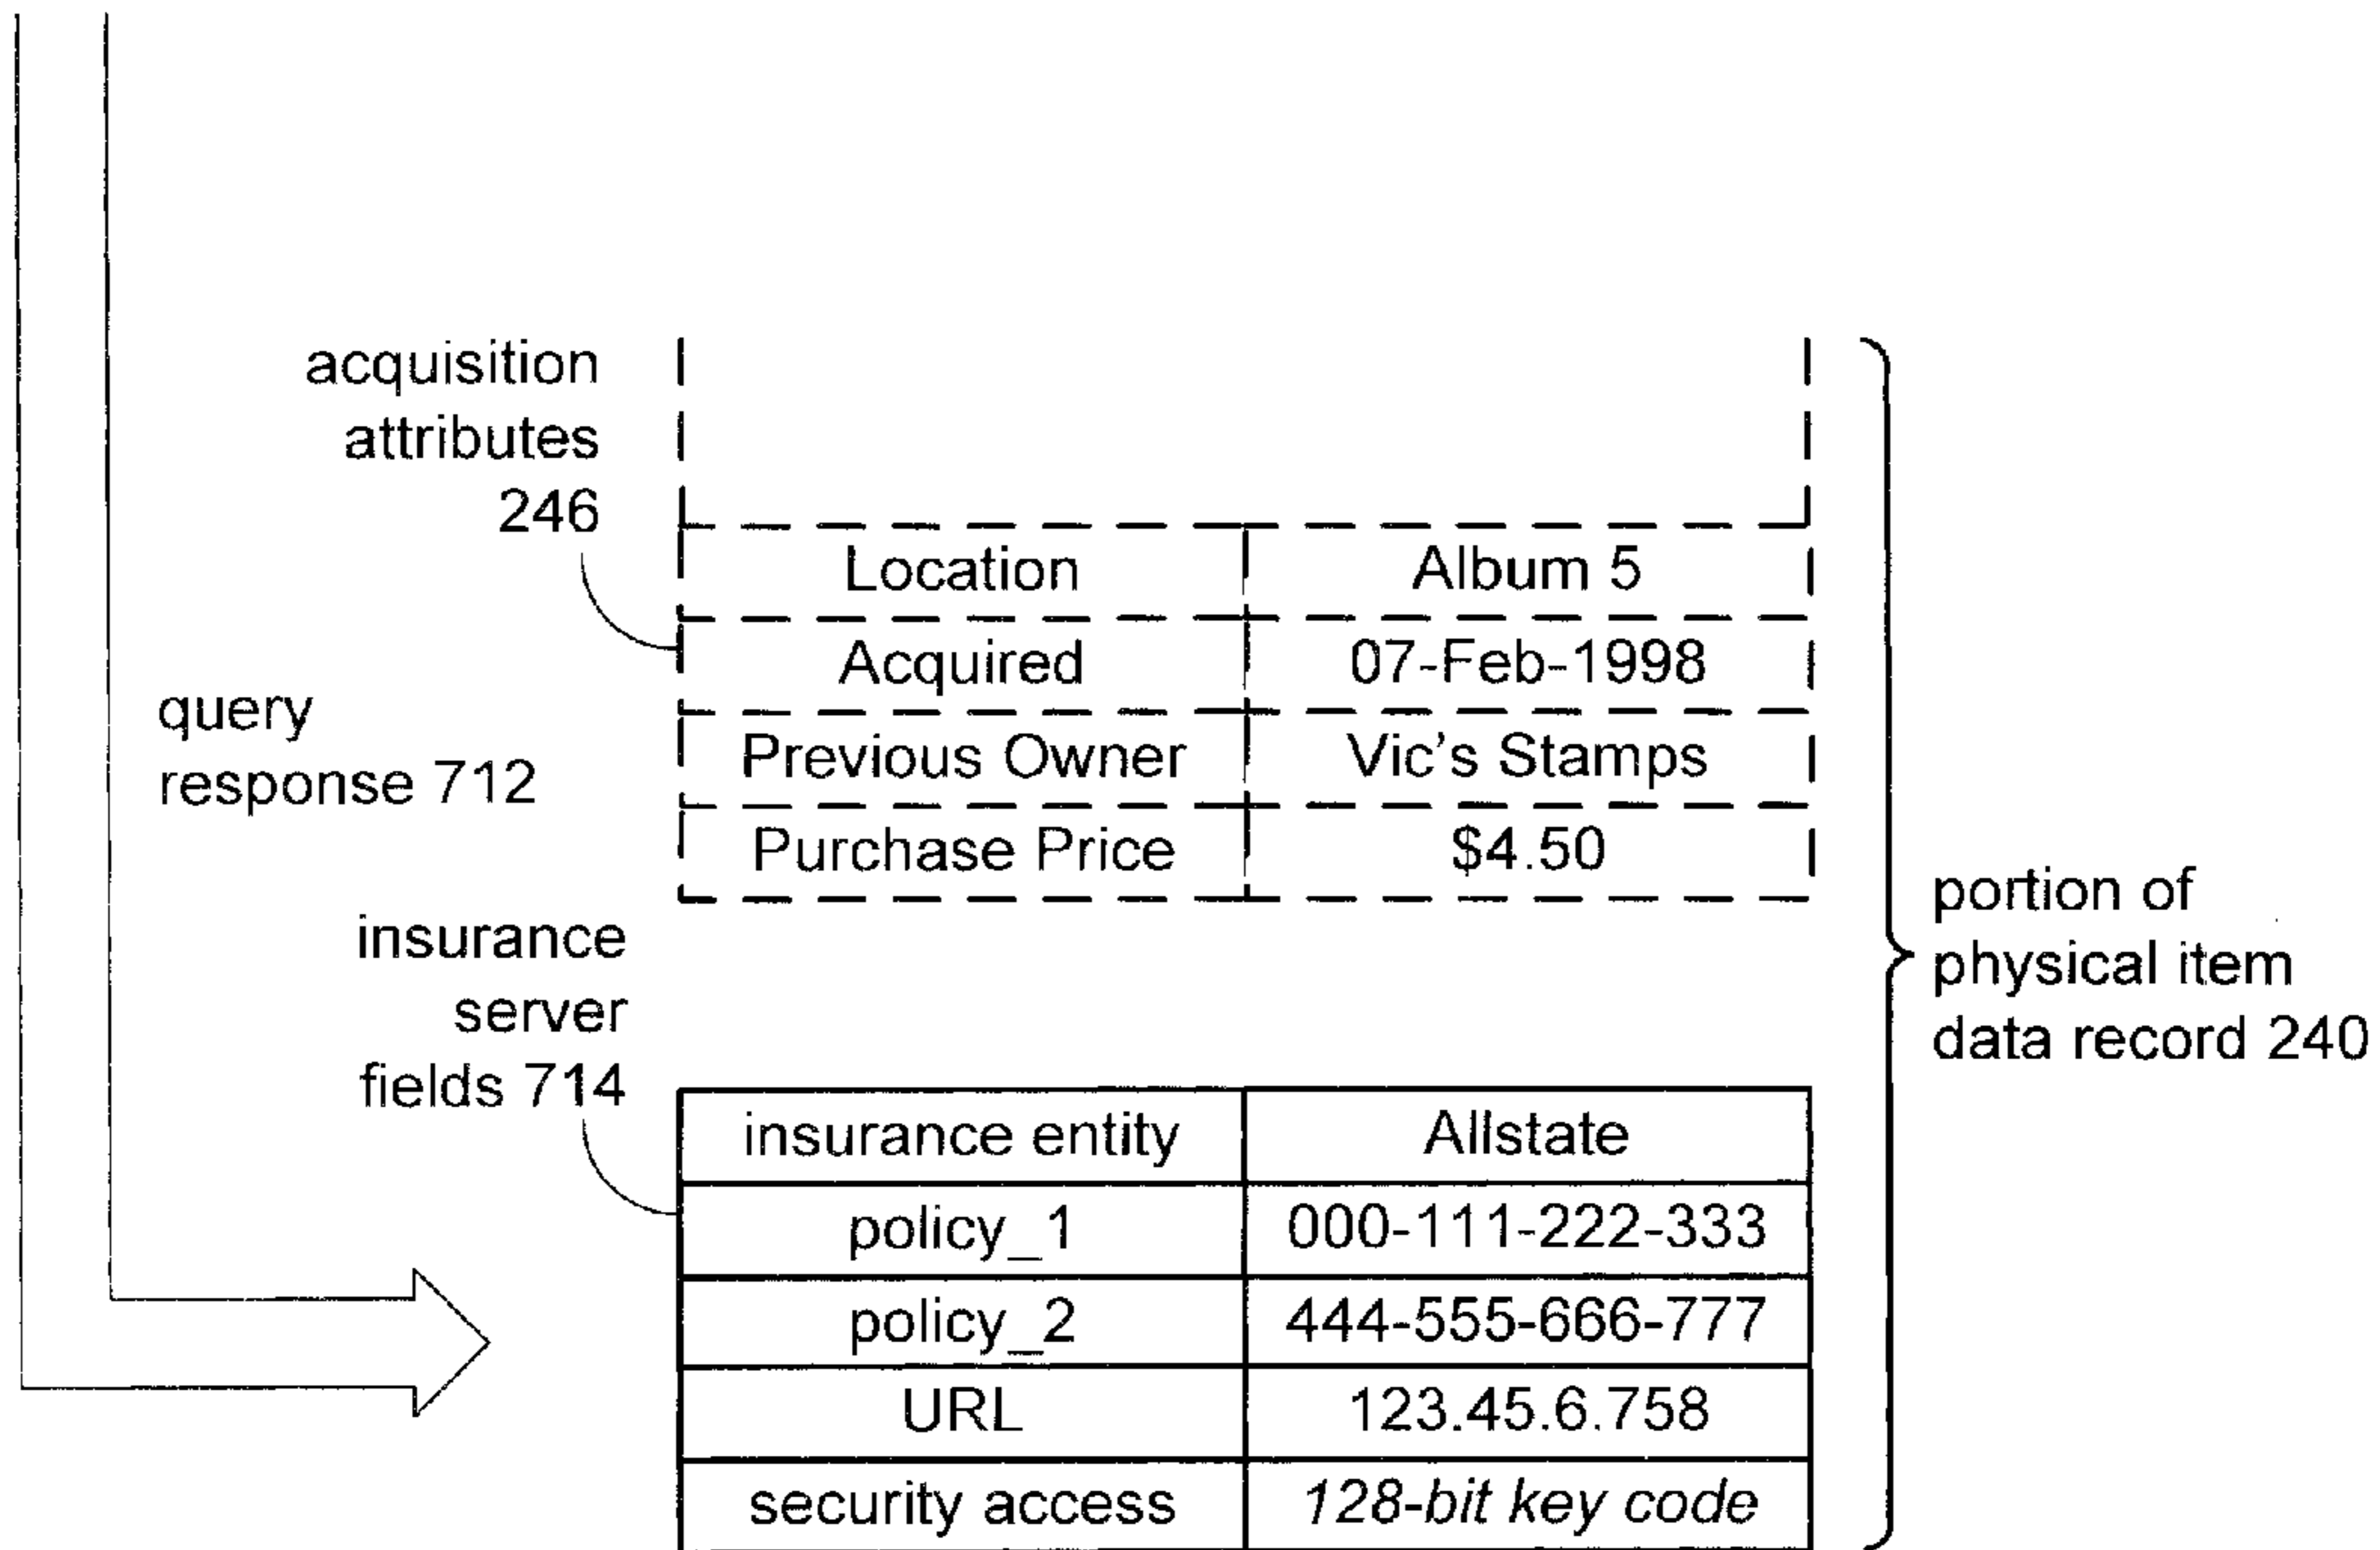 acquisition
attributes
246
Location Album 5
Acquired 07-Feb-1998
Previous Owner Vic's Stamps
Purchase Price $4.50
query
response 712
insurance
server
fields 714
insurance entity Allstate
policy_1 000-111-222-333
policy_2 444-555-666-777
URL 123.45.6.758
security access 128-bit key code
portion of
physical item
data record 240